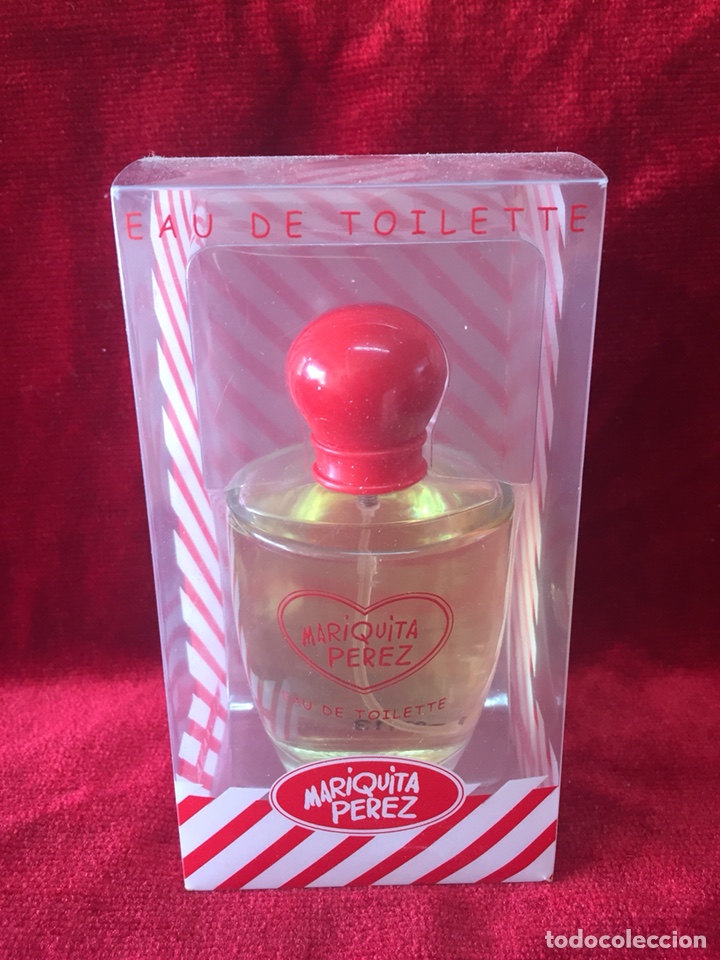 EAU DE TOILETTE
MARiQUiTA
PEREZ
EAU DE TOILETTE
MARiQUiTA
PEREZ
todocoleccion